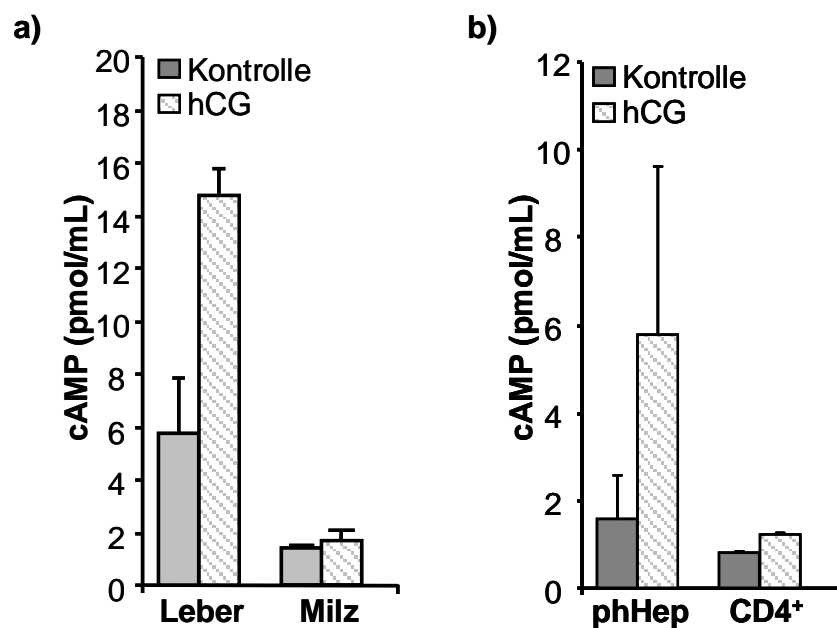 a)
cAMP (pmol/mL)
20
18
16
14
12
10
8
6
4
2
0
Kontrolle
hCG
Leber Milz
b)
cAMP (pmol/mL)
12
10
8
6
4
2
0
Kontrolle
hCG
phHep CD4⁺